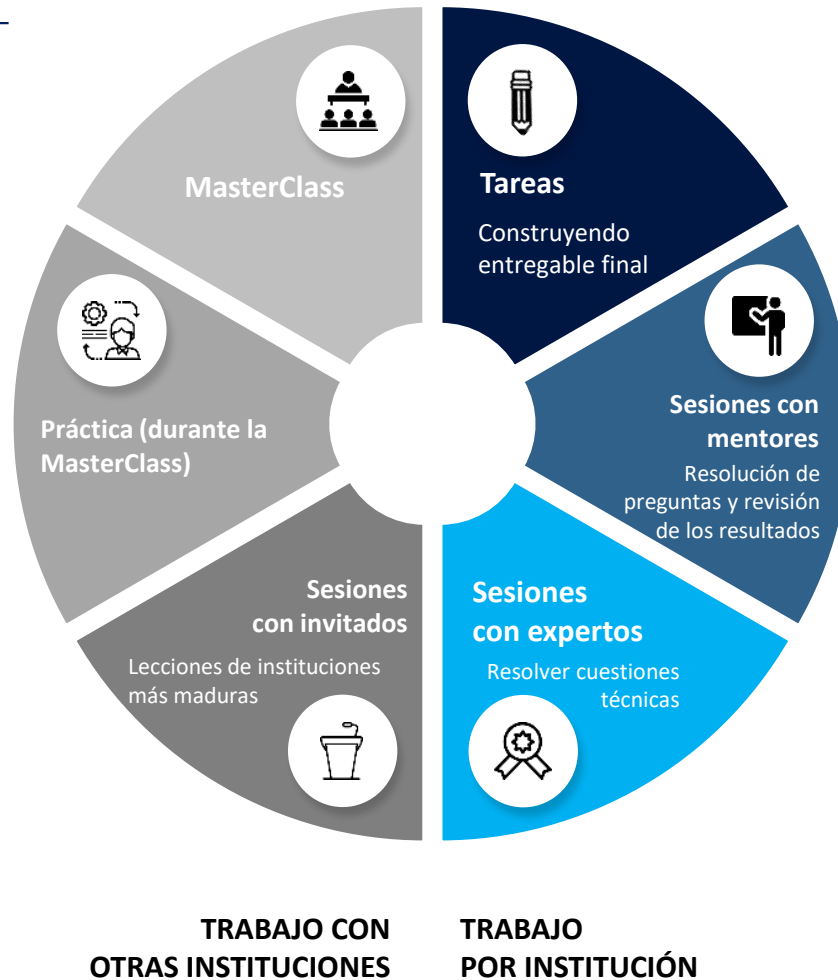 MasterClass
Tareas
Construyendo
entregable final
Práctica (durante la
MasterClass)
Sesiones con
mentores
Resolución de
preguntas y revisión
de los resultados
Sesiones
con invitados
Lecciones de instituciones
más maduras
Sesiones
con expertos
Resolver cuestiones
técnicas
TRABAJO CON
OTRAS INSTITUCIONES
TRABAJO
POR INSTITUCIÓN